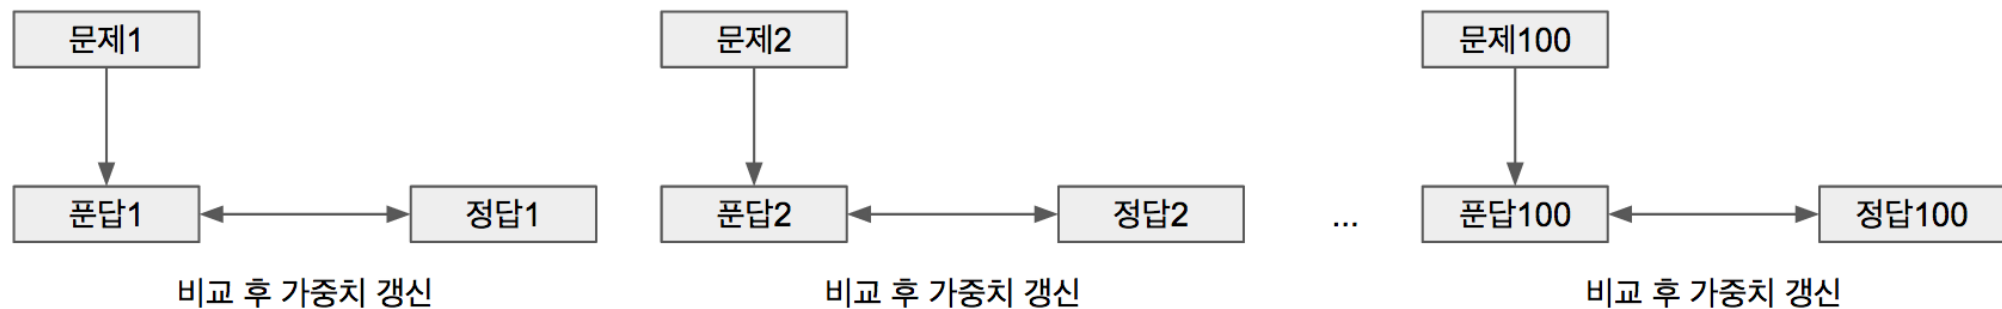 문제1 문제2 문제100
푼답1 정답1 푼답2 정답2 ... 푼답100 정답100
비교 후 가중치 갱신 비교 후 가중치 갱신 비교 후 가중치 갱신